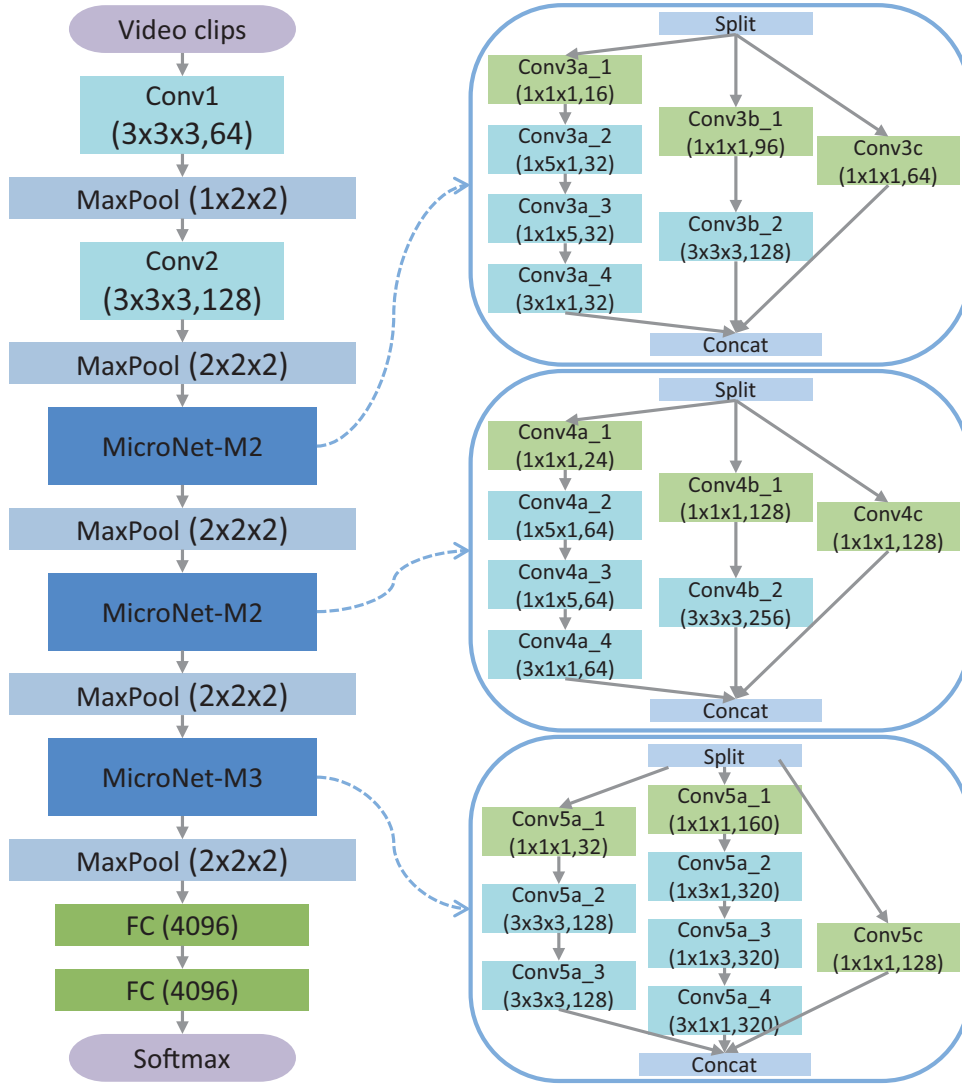 Video clips
Conv1
(3x3x3,64)
MaxPool (1x2x2)
Conv2
(3x3x3,128)
MaxPool (2x2x2)
MicroNet-M2
MaxPool (2x2x2)
MicroNet-M2
MaxPool (2x2x2)
MicroNet-M3
MaxPool (2x2x2)
FC (4096)
FC (4096)
Softmax
Split
Conv3a_1
(1x1x1,16)
Conv3a_2
(1x5x1,32)
Conv3a_3
(1x1x5,32)
Conv3a_4
(3x1x1,32)
Conv3b_1
(1x1x1,96)
Conv3b_2
(3x3x3,128)
Conv3c
(1x1x1,64)
Concat
Split
Conv4a_1
(1x1x1,24)
Conv4a_2
(1x5x1,64)
Conv4a_3
(1x1x5,64)
Conv4a_4
(3x1x1,64)
Conv4b_1
(1x1x1,128)
Conv4b_2
(3x3x3,256)
Conv4c
(1x1x1,128)
Concat
Split
Conv5a_1
(1x1x1,32)
Conv5a_2
(3x3x3,128)
Conv5a_3
(3x3x3,128)
Conv5a_1
(1x1x1,160)
Conv5a_2
(1x3x1,320)
Conv5a_3
(1x1x3,320)
Conv5a_4
(3x1x1,320)
Conv5c
(1x1x1,128)
Concat